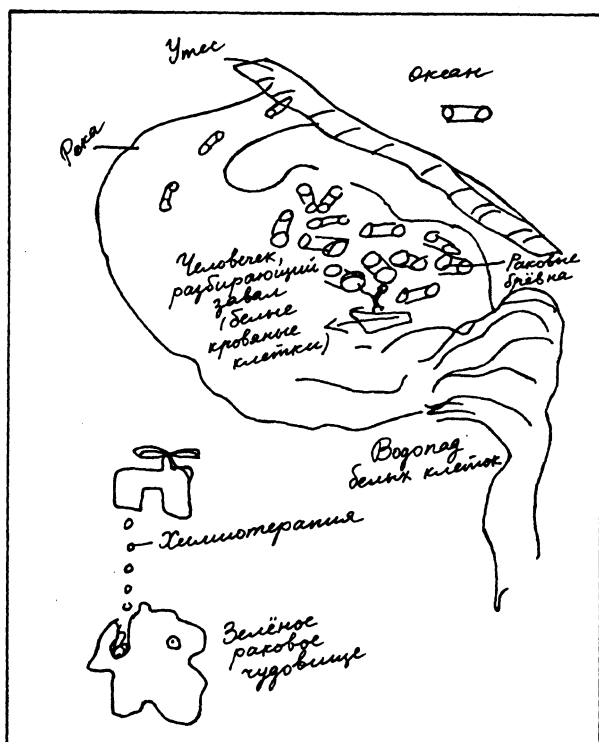 Утес
Океан
Река
Человечек,
разбирающий
завал
(белые
кровяные
клетки)
Раковые
брёвна
Водопад
белых клеток
Химиотерапия
Зелёное
раковое
чудовище